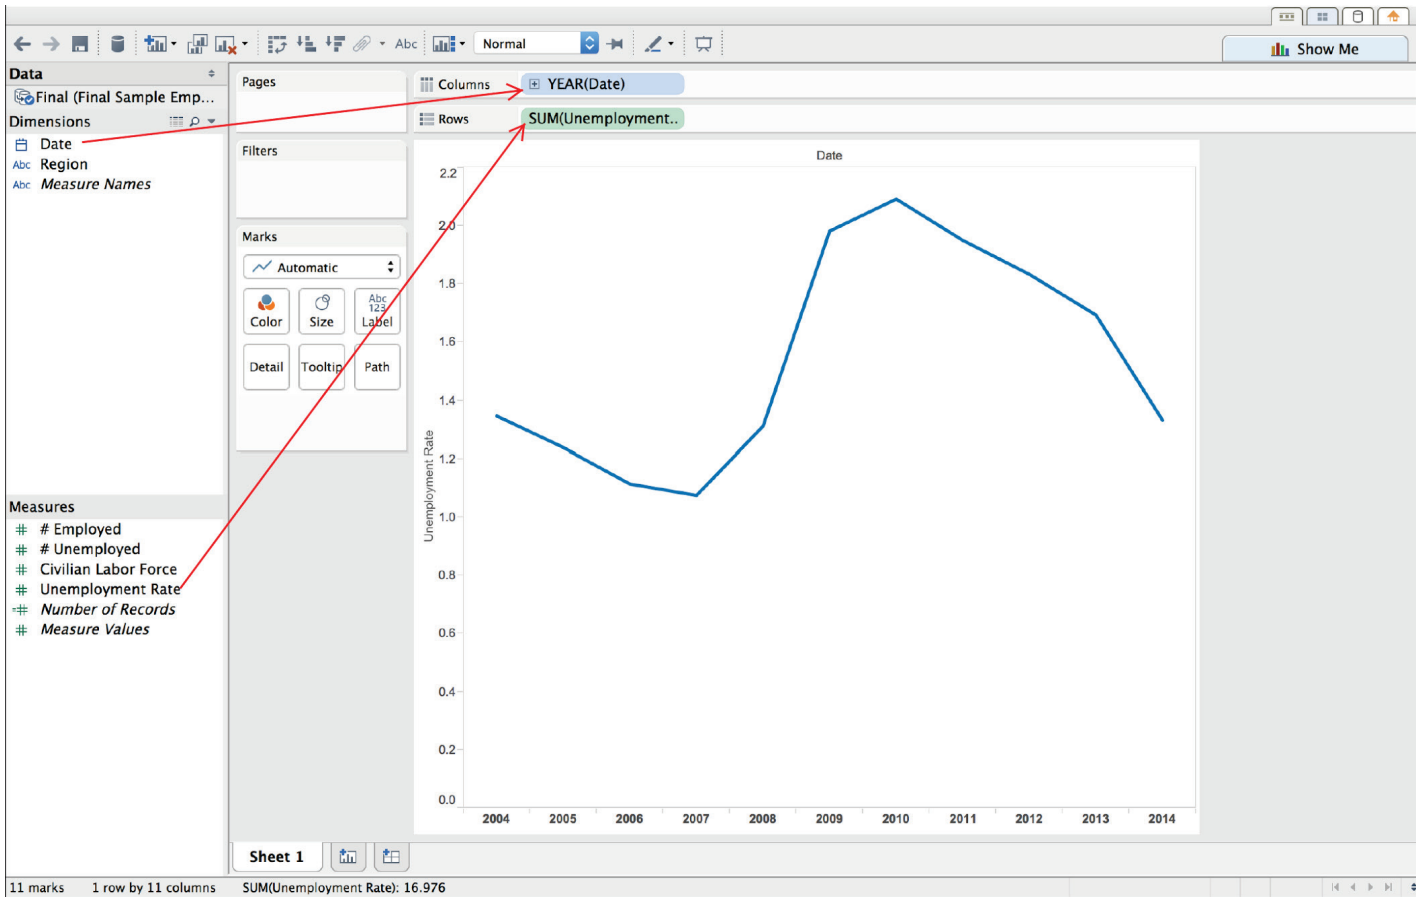 Abc
Normal
Show Me
Data
Final (Final Sample Emp...
Dimensions
Date
Abc Region
Abc Measure Names
Measures
# Employed
# Unemployed
Civilian Labor Force
Unemployment Rate
Number of Records
Measure Values
Pages
Filters
Marks
Automatic
Color
Size
Abc
123
Label
Detail
Tooltip
Path
Columns
YEAR(Date)
Rows
SUM(Unemployment..
Date
Unemployment Rate
2.2
2.0
1.8
1.6
1.4
1.2
1.0
0.8
0.6
0.4
0.2
0.0
2004 2005 2006 2007 2008 2009 2010 2011 2012 2013 2014
Sheet 1
11 marks 1 row by 11 columns SUM(Unemployment Rate): 16.976